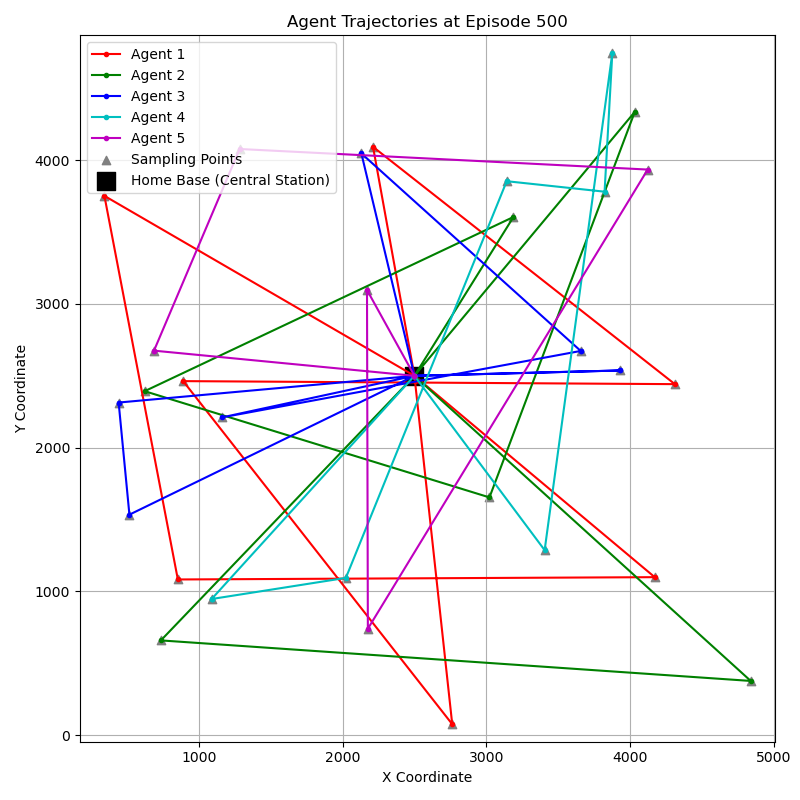 Agent Trajectories at Episode 500
Agent 1
Agent 2
Agent 3
Agent 4
Agent 5
Sampling Points
Home Base (Central Station)
Y Coordinate
4000
3000
2000
1000
0
1000
2000
3000
4000
5000
X Coordinate